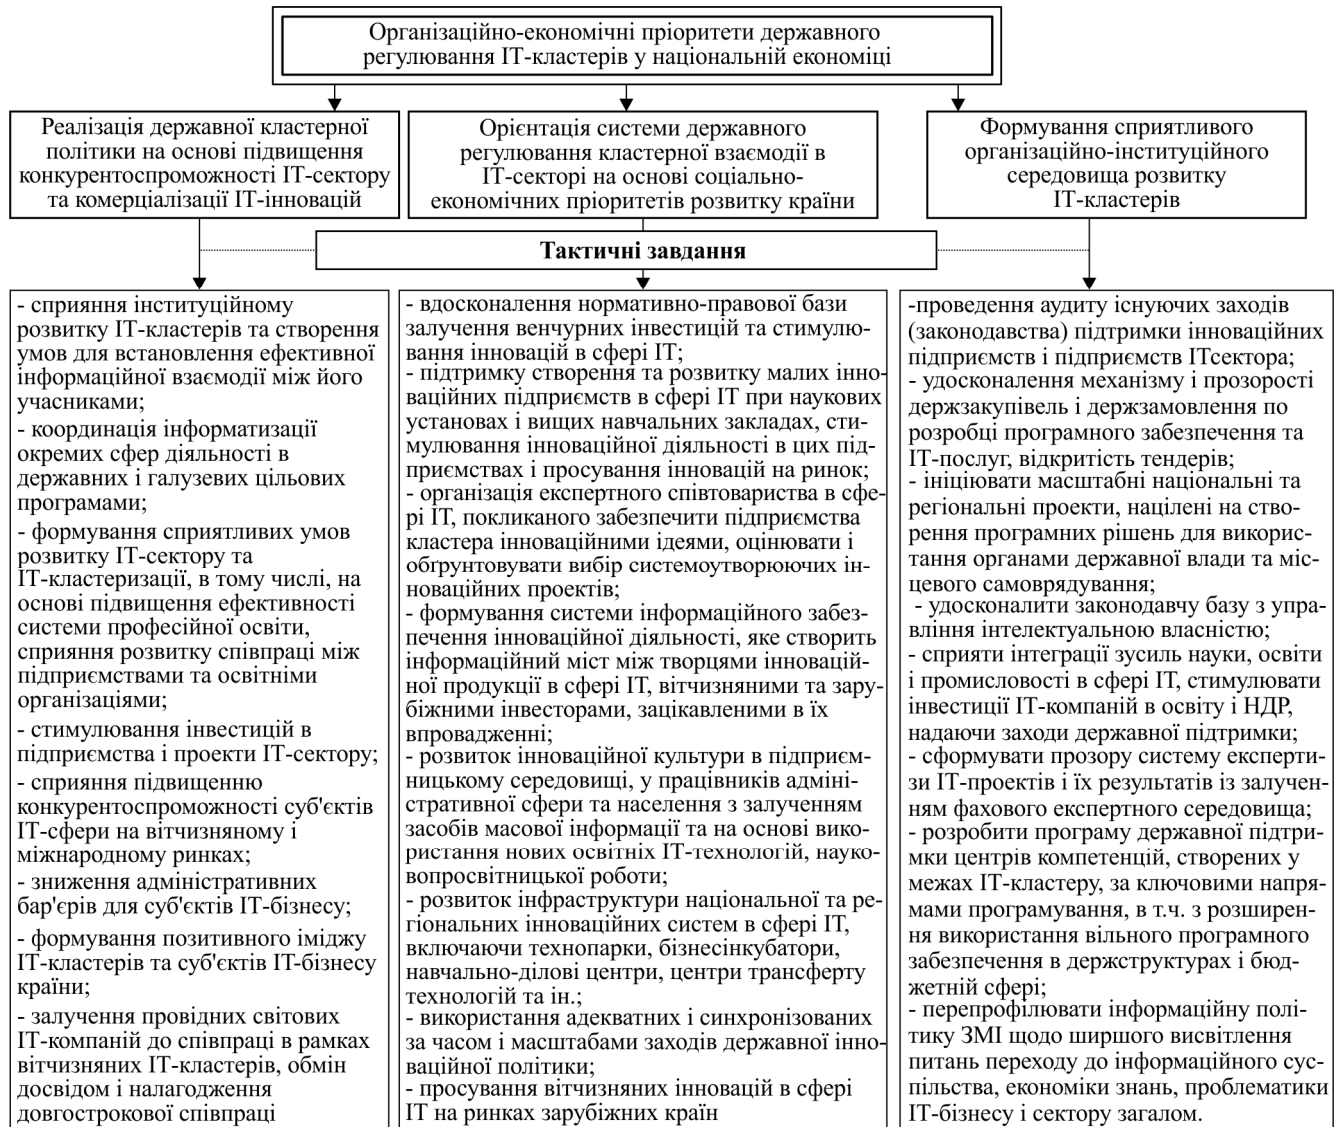 Організаційно-економічні пріоритети державного
регулювання ІТ-кластерів у національній економіці
Реалізація державної кластерної
політики на основі підвищення
конкурентоспроможності ІТ-сектору
та комерціалізації ІТ-інновацій
Орієнтація системи державного
регулювання кластерної взаємодії в
ІТ-секторі на основі соціально-
економічних пріоритетів розвитку країни
Формування сприятливого
організаційно-інституційного
середовища розвитку
ІТ-кластерів
Тактичні завдання
- сприяння інституційному
розвитку ІТ-кластерів та створення
умов для встановлення ефективної
інформаційної взаємодії між його
учасниками;
- координація інформатизації
окремих сфер діяльності в
державних і галузевих цільових
програмами;
- формування сприятливих умов
розвитку ІТ-сектору та
ІТ-кластеризації, в тому числі, на
основі підвищення ефективності
системи професійної освіти,
сприяння розвитку співпраці між
підприємствами та освітніми
організаціями;
- стимулювання інвестицій в
підприємства і проекти ІТ-сектору;
- сприяння підвищенню
конкурентоспроможності суб'єктів
ІТ-сфери на вітчизняному і
міжнародному ринках;
- зниження адміністративних
бар'єрів для суб'єктів ІТ-бізнесу;
- формування позитивного іміджу
ІТ-кластерів та суб'єктів ІТ-бізнесу
країни;
- залучення провідних світових
ІТ-компаній до співпраці в рамках
вітчизняних ІТ-кластерів, обмін
досвідом і налагодження
довгострокової співпраці
- вдосконалення нормативно-правової бази
залучення венчурних інвестицій та стимулю-
вання інновацій в сфері ІТ;
- підтримку створення та розвитку малих інно-
ваційних підприємств в сфері ІТ при наукових
установах і вищих навчальних закладах, сти-
мулювання інноваційної діяльності в цих під-
приємствах і просування інновацій на ринок;
- організація експертного співтовариства в сфе-
рі ІТ, покликаного забезпечити підприємства
кластера інноваційними ідеями, оцінювати і
обґрунтовувати вибір системоутворюючих ін-
новаційних проектів;
- формування системи інформаційного забез-
печення інноваційної діяльності, яке створить
інформаційний міст між творцями інновацій-
ної продукції в сфері ІТ, вітчизняними та зару-
біжними інвесторами, зацікавленими в їх
впровадженні;
- розвиток інноваційної культури в підприєм-
ницькому середовищі, у працівників адміні-
стративної сфери та населення з залученням
засобів масової інформації та на основі вико-
ристання нових освітніх ІТ-технологій, науко-
вопросвітницької роботи;
- розвиток інфраструктури національної та ре-
гіональних інноваційних систем в сфері ІТ,
включаючи технопарки, бізнесінкубатори,
навчально-ділові центри, центри трансферту
технологій та ін.;
- використання адекватних і синхронізованих
за часом і масштабами заходів державної інно-
ваційної політики;
- просування вітчизняних інновацій в сфері
ІТ на ринках зарубіжних країн
-проведення аудиту існуючих заходів
(законодавства) підтримки інноваційних
підприємств і підприємств ІТсектора;
- удосконалення механізму і прозорості
держзакупівель і держзамовлення по
розробці програмного забезпечення та
ІТ-послуг, відкритість тендерів;
- ініціювати масштабні національні та
регіональні проекти, націлені на ство-
рення програмних рішень для викорис-
тання органами державної влади та міс-
цевого самоврядування;
- удосконалити законодавчу базу з упра-
вління інтелектуальною власністю;
- сприяти інтеграції зусиль науки, освіти
і промисловості в сфері ІТ, стимулювати
інвестиції ІТ-компаній в освіту і НДР,
надаючи заходи державної підтримки;
- сформувати прозору систему експерти-
зи ІТ-проектів і їх результатів із залучен-
ням фахового експертного середовища;
- розробити програму державної підтри-
мки центрів компетенцій, створених у
межах ІТ-кластеру, за ключовими напря-
мами програмування, в т.ч. з розширен-
ня використання вільного програмного
забезпечення в держструктурах і бюд-
жетній сфері;
- перепрофілювати інформаційну полі-
тику ЗМІ щодо ширшого висвітлення
питань переходу до інформаційного сус-
пільства, економіки знань, проблематики
ІТ-бізнесу і сектору загалом.